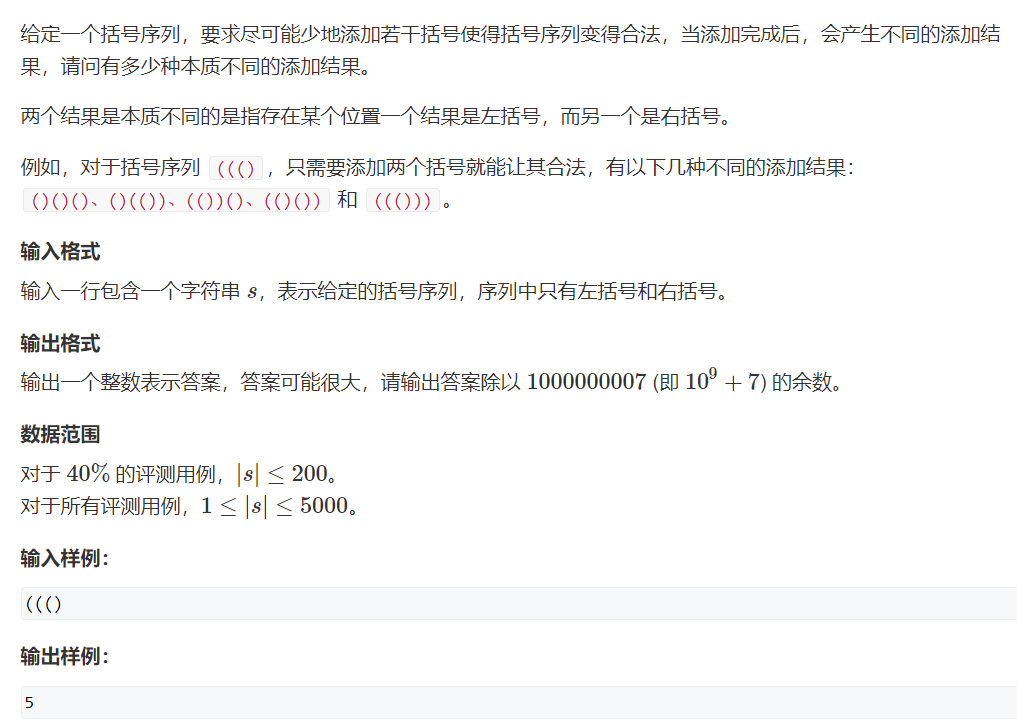 给定一个括号序列，要求尽可能少地添加若干括号使得括号序列变得合法，当添加完成后，会产生不同的添加结
果，请问有多少种本质不同的添加结果。
两个结果是本质不同的是指存在某个位置一个结果是左括号，而另一个是右括号。
例如，对于括号序列 ((()，只需要添加两个括号就能让其合法，有以下几种不同的添加结果：
()()()、()(())、(())()、(()()) 和 ((()))。
输入格式
输入一行包含一个字符串 s，表示给定的括号序列，序列中只有左括号和右括号。
输出格式
输出一个整数表示答案，答案可能很大，请输出答案除以 1000000007 (即 10⁹ + 7) 的余数。
数据范围
对于 40% 的评测用例，|s| ≤ 200。
对于所有评测用例，1 ≤ |s| ≤ 5000。
输入样例：
((()
输出样例：
5